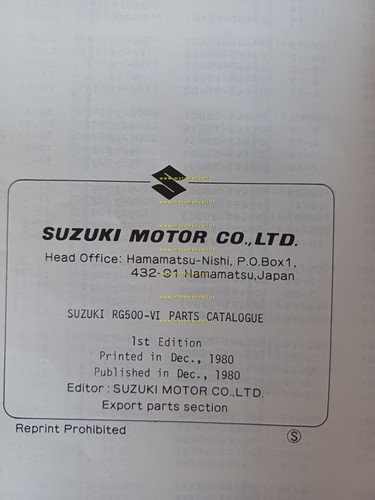 SUZUKI MOTOR CO.,LTD.
Head Office: Hamamatsu-Nishi, P.O.Box1,
432-91 Hamamatsu,Japan
SUZUKI RG500-VI PARTS CATALOGUE
1st Edition
Printed in Dec., 1980
Published in Dec., 1980
Editor : SUZUKI MOTOR CO.,LTD.
Export parts section
Reprint Prohibited
S